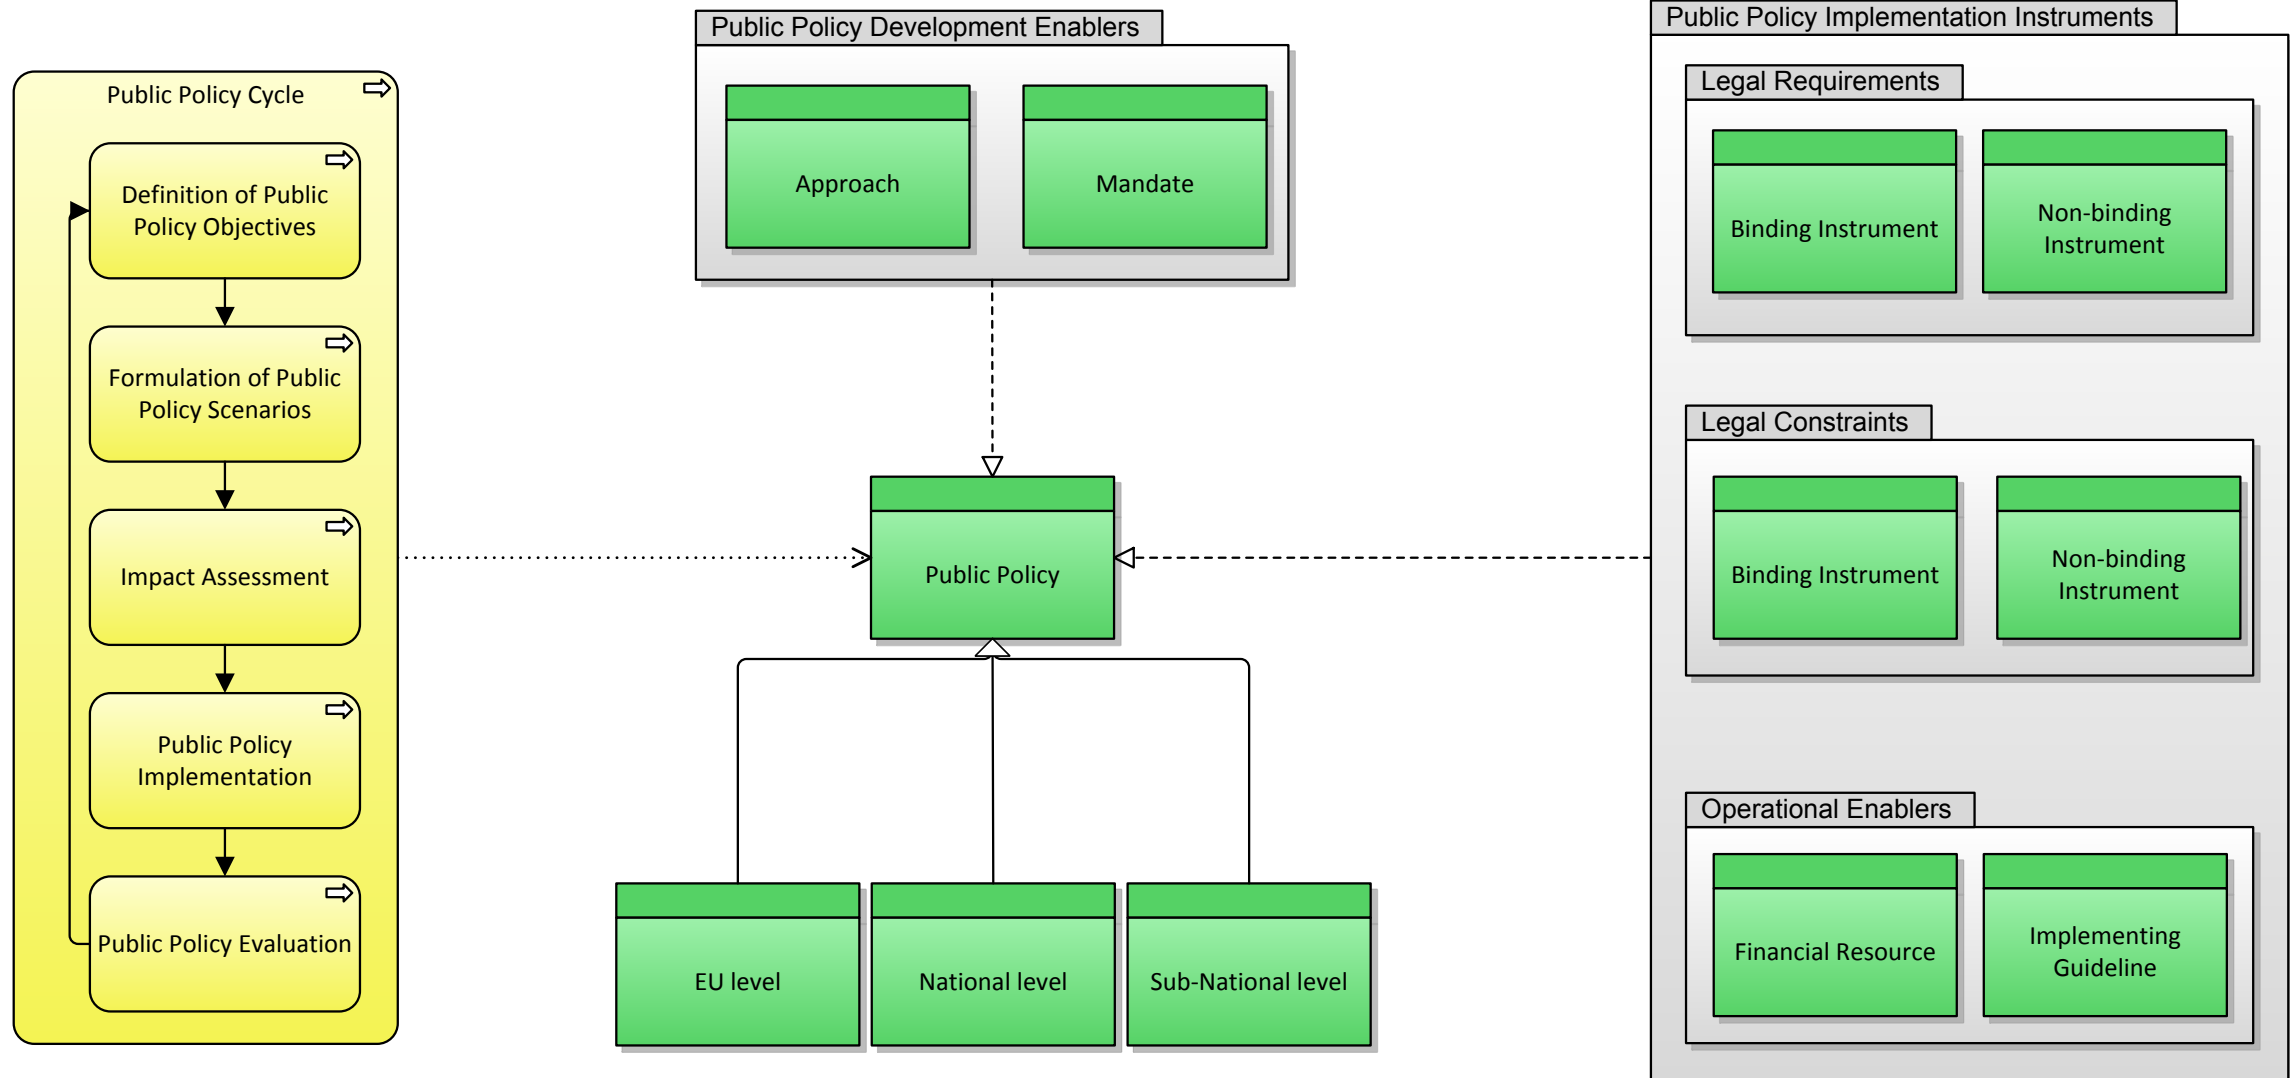 Public Policy Cycle
Definition of Public
Policy Objectives
Formulation of Public
Policy Scenarios
Impact Assessment
Public Policy
Implementation
Public Policy Evaluation
Public Policy Development Enablers
Approach
Mandate
Public Policy
EU level
National level
Sub-National level
Public Policy Implementation Instruments
Legal Requirements
Binding Instrument
Non-binding
Instrument
Legal Constraints
Binding Instrument
Non-binding
Instrument
Operational Enablers
Financial Resource
Implementing
Guideline